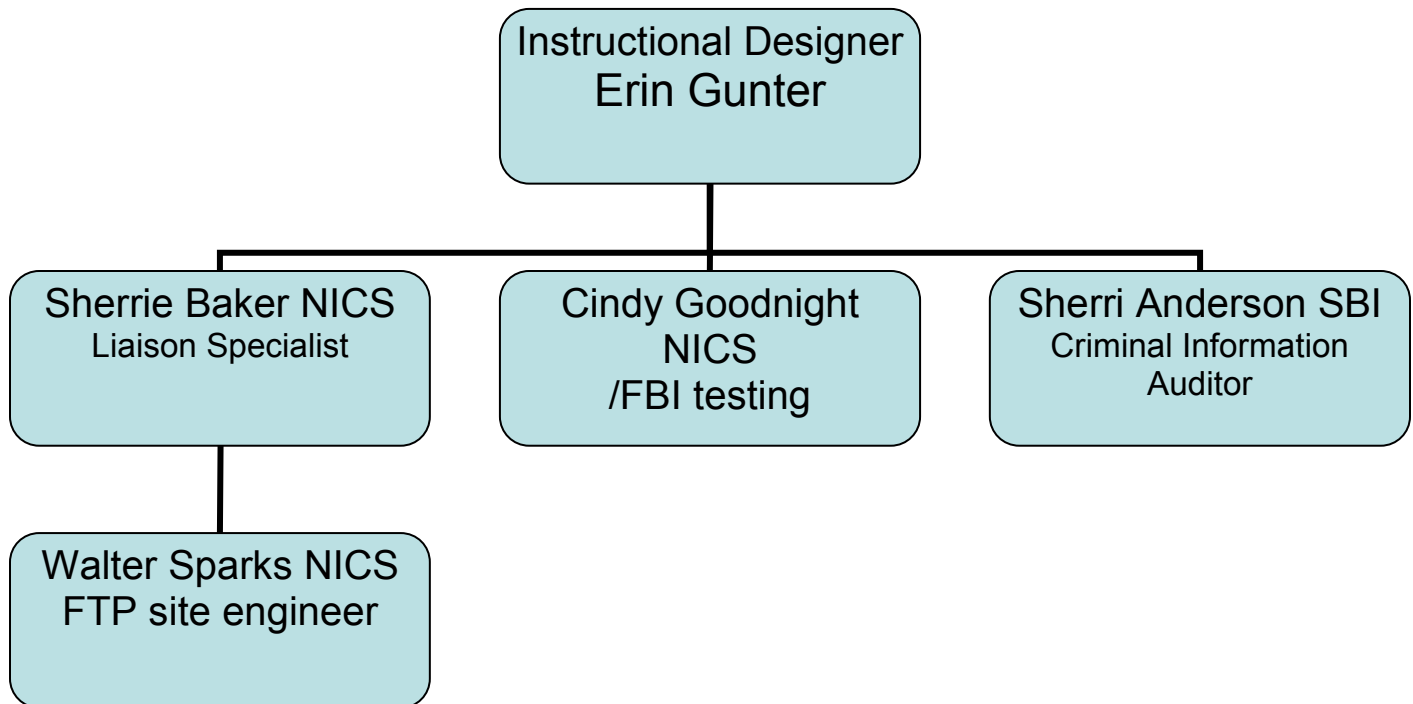 Instructional Designer
Erin Gunter
Sherrie Baker NICS
Liaison Specialist
Cindy Goodnight
NICS
/FBI testing
Sherri Anderson SBI
Criminal Information
Auditor
Walter Sparks NICS
FTP site engineer